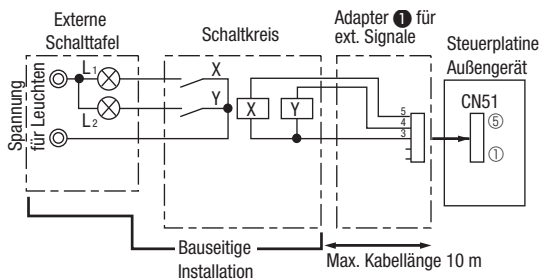 Externe
Schalttafel
Schaltkreis
Adapter ❶ für
ext. Signale
Steuerplatine
Außengerät
Spannung
für Leuchten
L1
L2
X
Y
X
Y
5
4
3
CN51
⑤
①
Bauseitige
Installation
Max. Kabellänge 10 m